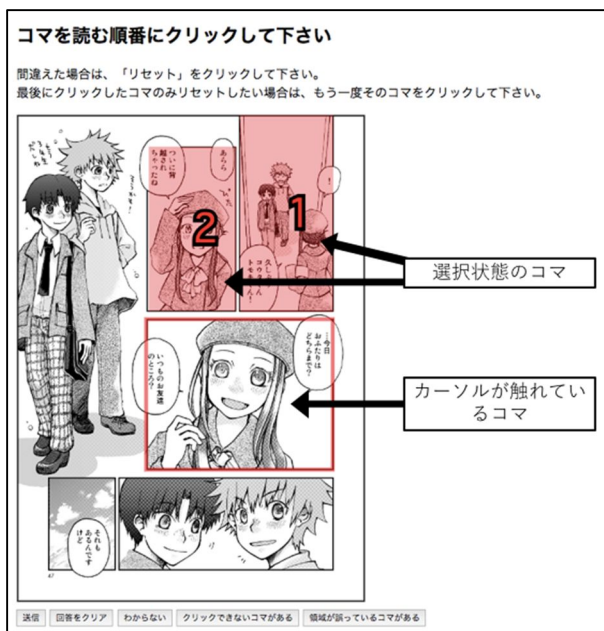 コマを読む順番にクリックして下さい
間違えた場合は、「リセット」をクリックして下さい。
最後にクリックしたコマのみリセットしたい場合は、もう一度そのコマをクリックして下さい。
！
1
あらら
ぴた
2
ついに背
越され
ちゃったね
選択状態のコマ
…今日
おふたりは
どちらまで？
いつものお友達
のところ？
カーソルが触れてい
るコマ
それも
あるんです
けど
47
送信
回答をクリア
わからない
クリックできないコマがある
領域が誤っているコマがある